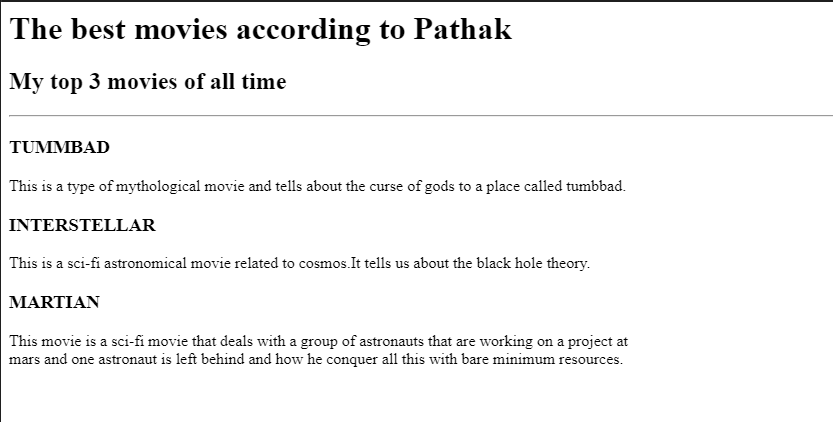 The best movies according to Pathak
My top 3 movies of all time
TUMMBAD
This is a type of mythological movie and tells about the curse of gods to a place called tumbbad.
INTERSTELLAR
This is a sci-fi astronomical movie related to cosmos.It tells us about the black hole theory.
MARTIAN
This movie is a sci-fi movie that deals with a group of astronauts that are working on a project at
mars and one astronaut is left behind and how he conquer all this with bare minimum resources.